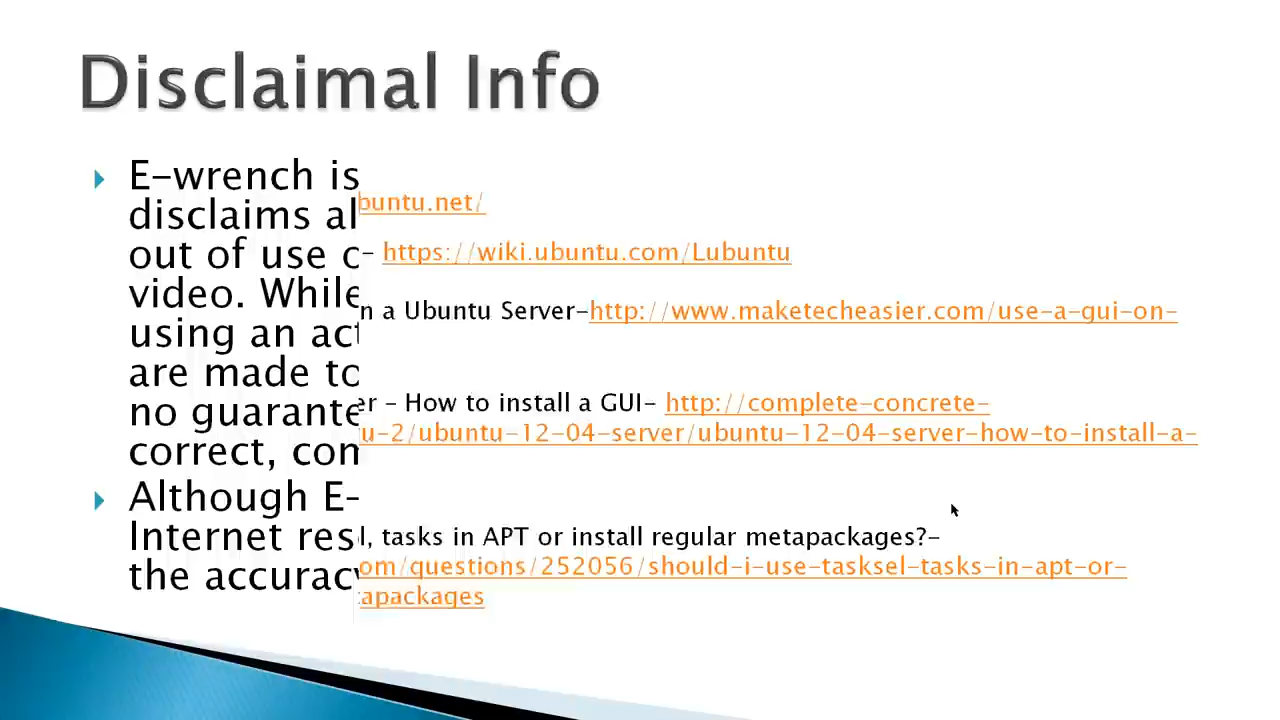 Disclaimal Info
E-wrench is
disclaims al
out of use c
video. While
using an act
are made to
no guarante
correct, com
Although E-
Internet res
the accuracy
buntu.net/
- https://wiki.ubuntu.com/Lubuntu
n a Ubuntu Server-http://www.maketecheasier.com/use-a-gui-on-
er - How to install a GUI- http://complete-concrete-
u-2/ubuntu-12-04-server/ubuntu-12-04-server-how-to-install-a-
l, tasks in APT or install regular metapackages?-
om/questions/252056/should-i-use-tasksel-tasks-in-apt-or-
tapackages